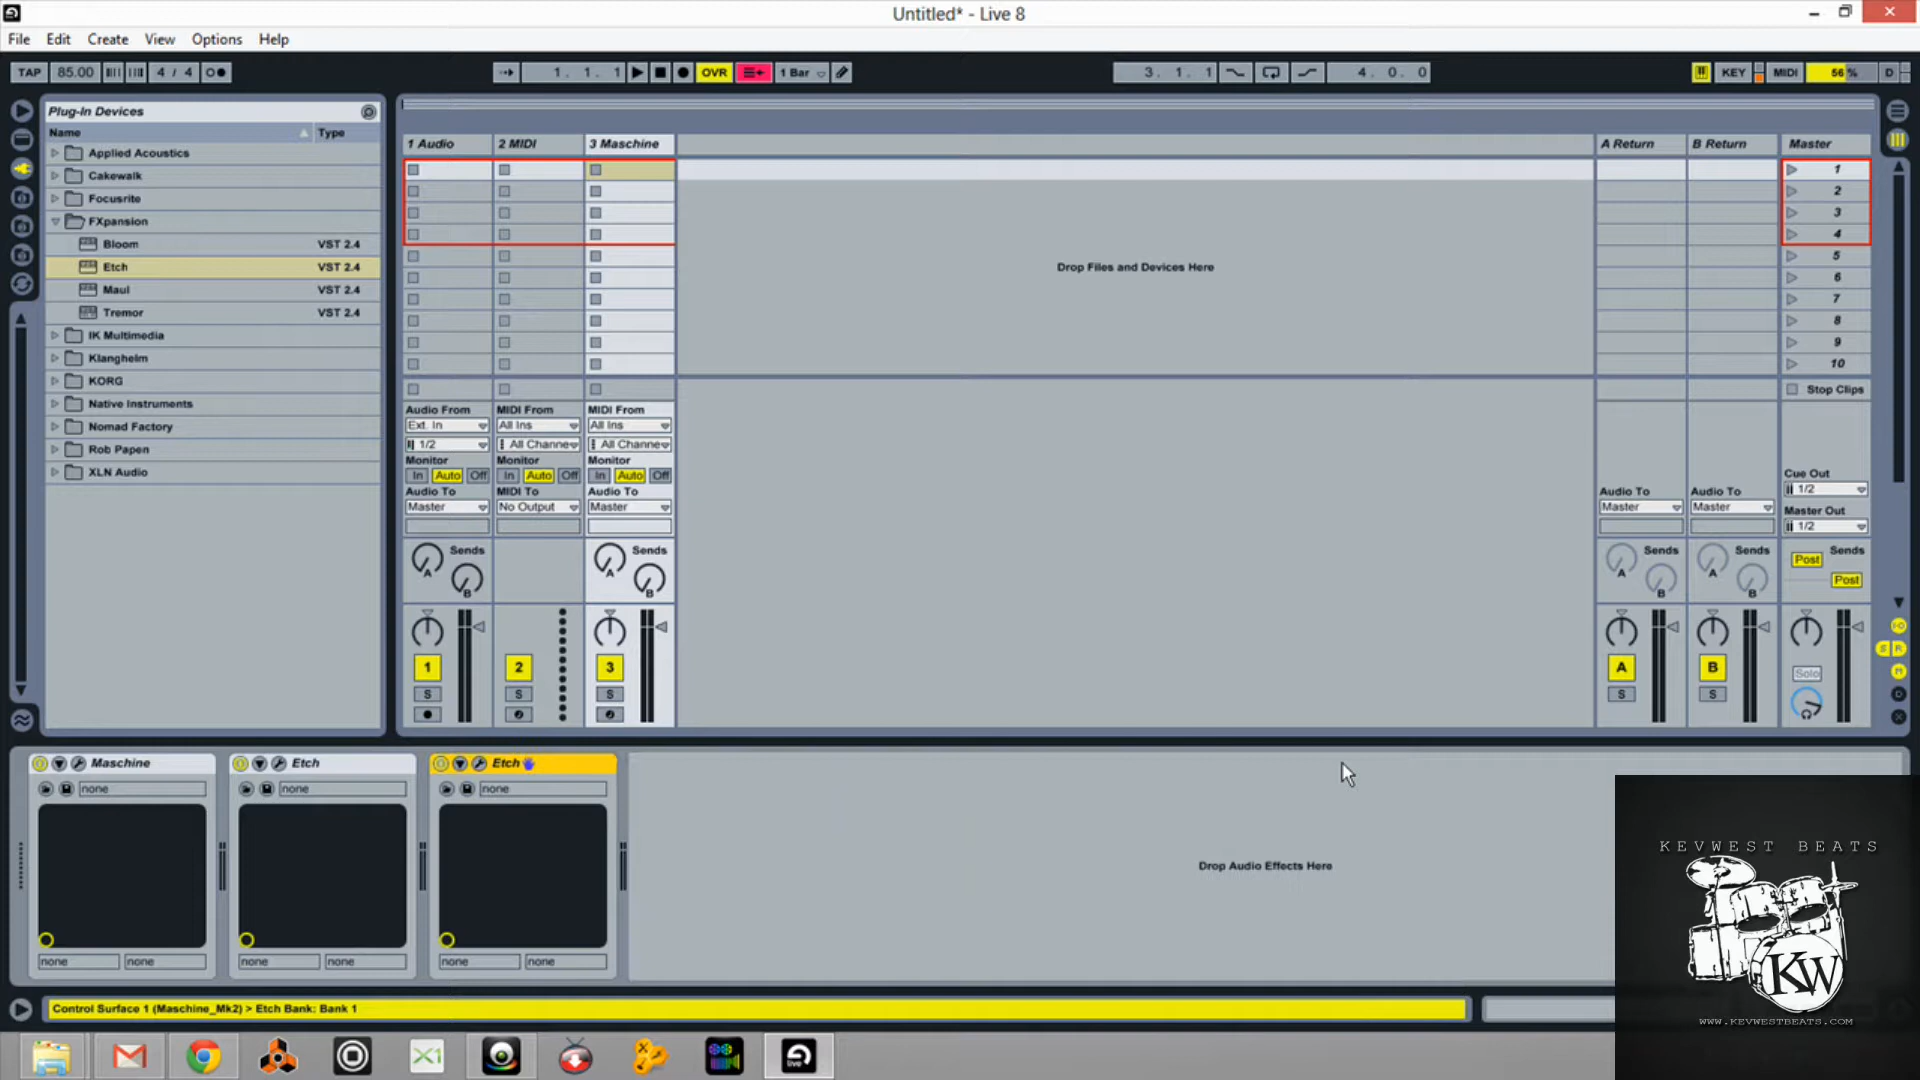 Untitled* - Live 8
File Edit Create View Options Help
TAP 85.00 4 / 4 1. 1. 1 OVR 1 Bar 3. 1. 1 4. 0. 0 KEY MIDI 56 % D
Plug-In Devices
Name Type
Applied Acoustics
Cakewalk
Focusrite
FXpansion
Bloom VST 2.4
Etch VST 2.4
Maul VST 2.4
Tremor VST 2.4
IK Multimedia
Klanghelm
KORG
Native Instruments
Nomad Factory
Rob Papen
XLN Audio
1 Audio 2 MIDI 3 Maschine A Return B Return Master
Drop Files and Devices Here
1
2
3
4
5
6
7
8
9
10
Stop Clips
Audio From MIDI From MIDI From
Ext. In All Ins All Ins
1/2 All Channe All Channe
Monitor Monitor Monitor
In Auto Off In Auto Off In Auto Off
Audio To MIDI To Audio To
Master No Output Master
Audio To Audio To
Master Master
Cue Out
1/2
Master Out
1/2
Sends Sends Sends Sends Sends
A B A B A B A B
Post
Post
1 2 3 A B Solo
S S S S S
Maschine Etch Etch
none none none
Drop Audio Effects Here
none none none none none none
Control Surface 1 (Maschine_Mk2) > Etch Bank: Bank 1
KEVWEST BEATS
KW
WWW.KEVWESTBEATS.COM
X1
live